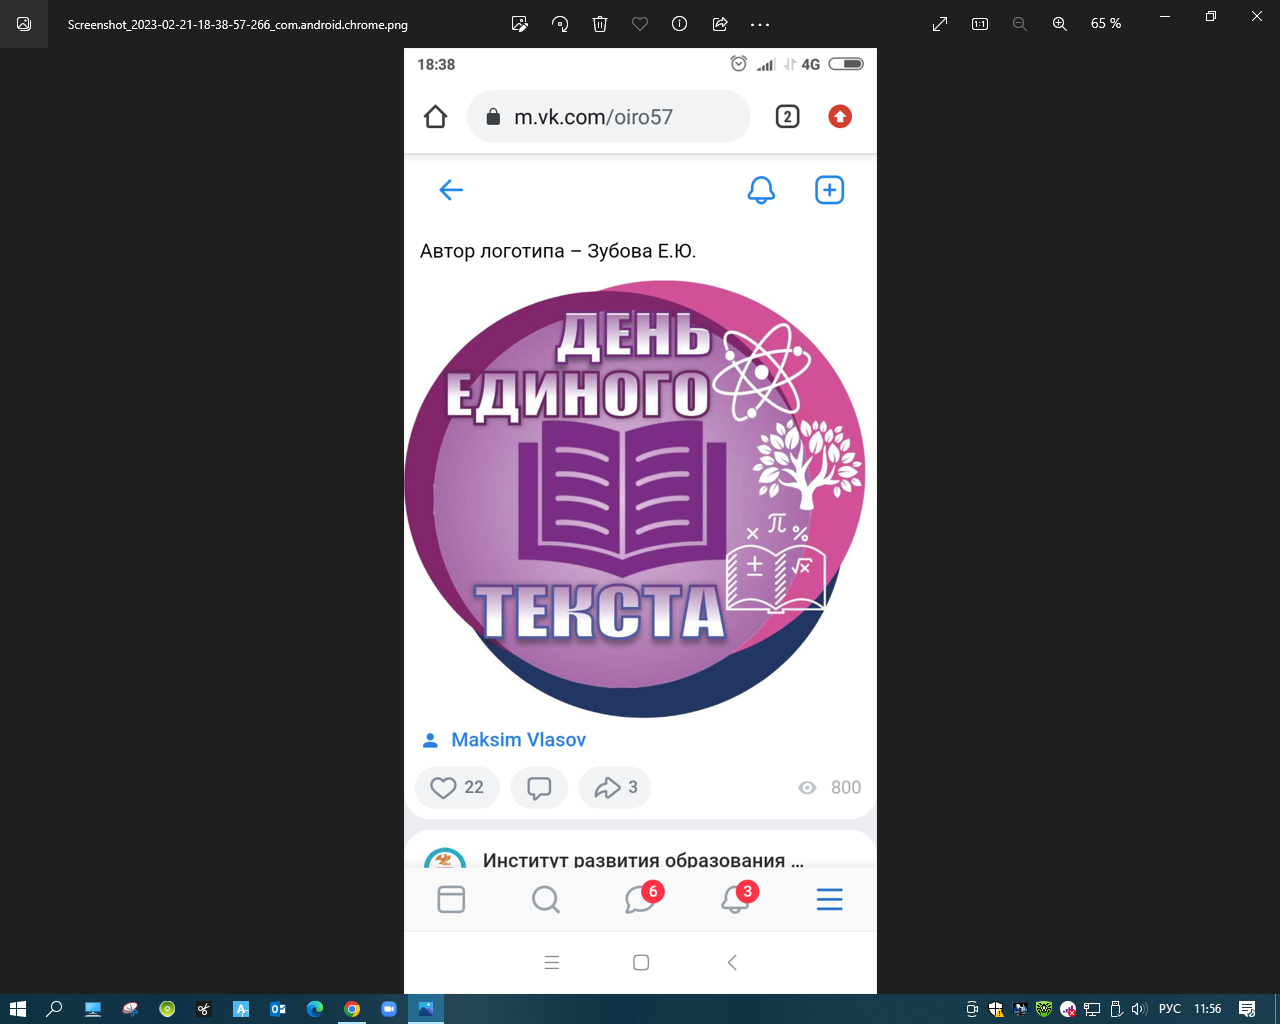 Screenshot_2023-02-21-18-38-57-266_com.android.chrome.png
65 %
18:38
4G
m.vk.com/oiro57
2
Автор логотипа – Зубова Е.Ю.
ДЕНЬ
ЕДИНОГО
π
× %
± √x
ТЕКСТА
Maksim Vlasov
22
3
800
Институт развития образования ...
6
3
РУС
11:56